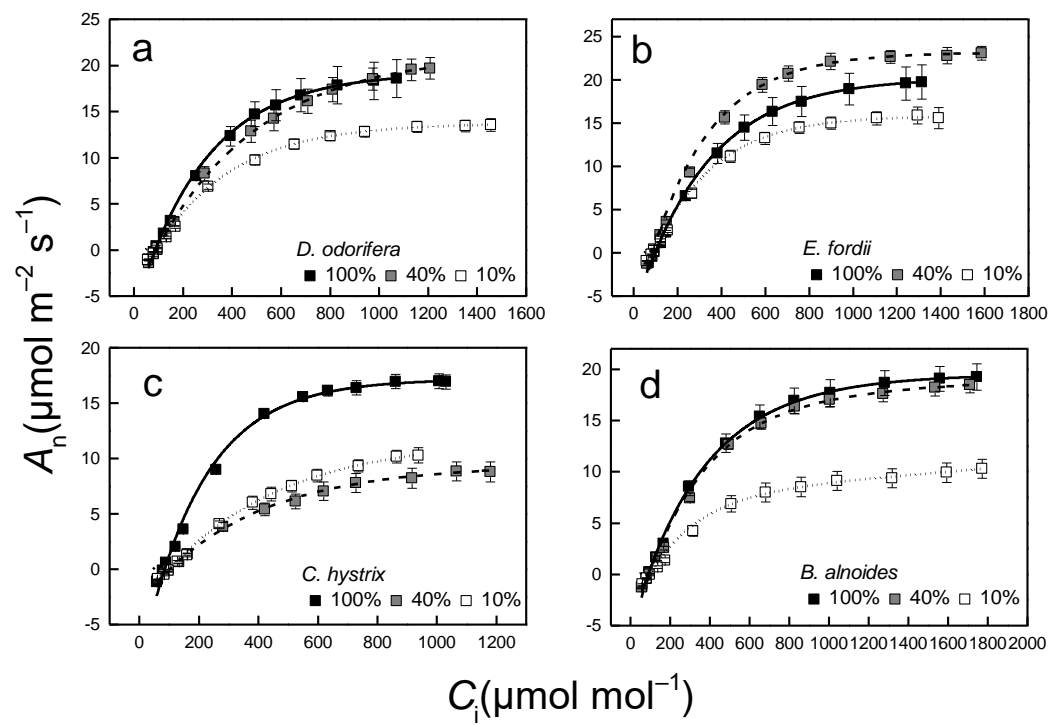 a
25
20
15
10
5
0
-5
0 200 400 600 800 1000 1200 1400 1600
D. odorifera
100% 40% 10%
b
25
20
15
10
5
0
-5
0 200 400 600 800 1000 1200 1400 1600 1800
E. fordii
100% 40% 10%
Aₙ(μmol m⁻² s⁻¹)
c
20
15
10
5
0
-5
0 200 400 600 800 1000 1200
C. hystrix
100% 40% 10%
d
20
15
10
5
0
-5
0 200 400 600 800 1000 1200 1400 1600 1800 2000
B. alnoides
100% 40% 10%
Cᵢ(μmol mol⁻¹)